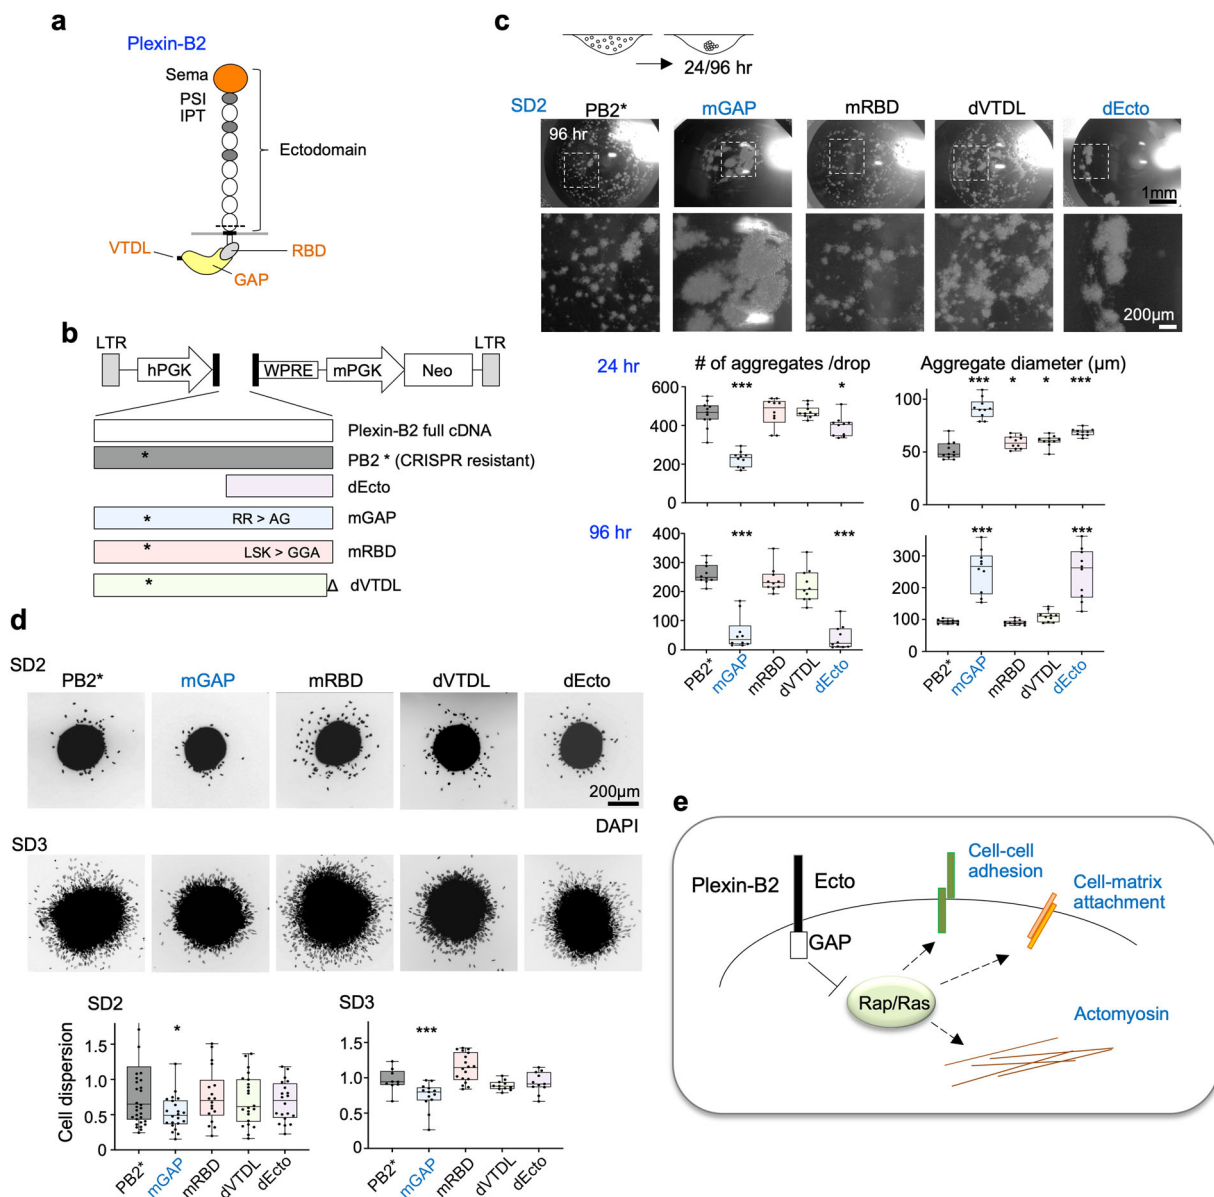 a
Plexin-B2
Sema
PSI
IPT
Ectodomain
VTDL
RBD
GAP
b
LTR
LTR
hPGK
WPRE
mPGK
Neo
Plexin-B2 full cDNA
*
PB2 * (CRISPR resistant)
dEcto
*
RR > AG
mGAP
*
LSK > GGA
mRBD
*
Δ dVTDL
c
24/96 hr
SD2
PB2*
mGAP
mRBD
dVTDL
dEcto
96 hr
1mm
200µm
24 hr
# of aggregates /drop
Aggregate diameter (µm)
600
400
200
0
***
*
100
50
0
***
*
*
***
96 hr
400
300
200
100
0
***
***
300
200
100
0
***
***
PB2*
mGAP
mRBD
dVTDL
dEcto
PB2*
mGAP
mRBD
dVTDL
dEcto
d
SD2
PB2*
mGAP
mRBD
dVTDL
dEcto
200µm
DAPI
SD3
SD2
Cell dispersion
1.5
1.0
0.5
0
*
PB2*
mGAP
mRBD
dVTDL
dEcto
SD3
1.5
1.0
0.5
0
***
PB2*
mGAP
mRBD
dVTDL
dEcto
e
Plexin-B2
Ecto
GAP
Cell-cell
adhesion
Cell-matrix
attachment
Rap/Ras
Actomyosin